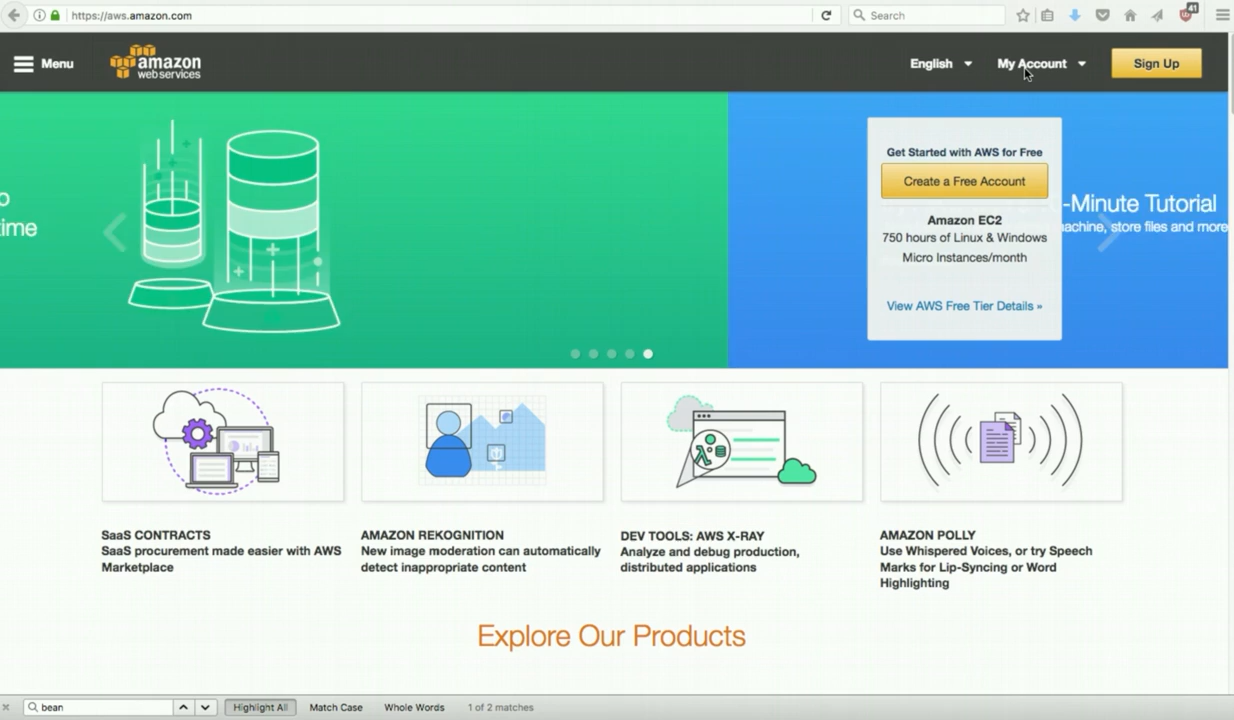 https://aws.amazon.com
Search
41
Menu
amazon
webservices
English
My Account
Sign Up
ime
Get Started with AWS for Free
Create a Free Account
Amazon EC2
750 hours of Linux & Windows
Micro Instances/month
View AWS Free Tier Details »
-Minute Tutorial
achine, store files and more
SaaS CONTRACTS
SaaS procurement made easier with AWS
Marketplace
AMAZON REKOGNITION
New image moderation can automatically
detect inappropriate content
DEV TOOLS: AWS X-RAY
Analyze and debug production,
distributed applications
AMAZON POLLY
Use Whispered Voices, or try Speech
Marks for Lip-Syncing or Word
Highlighting
Explore Our Products
bean
Highlight All
Match Case
Whole Words
1 of 2 matches